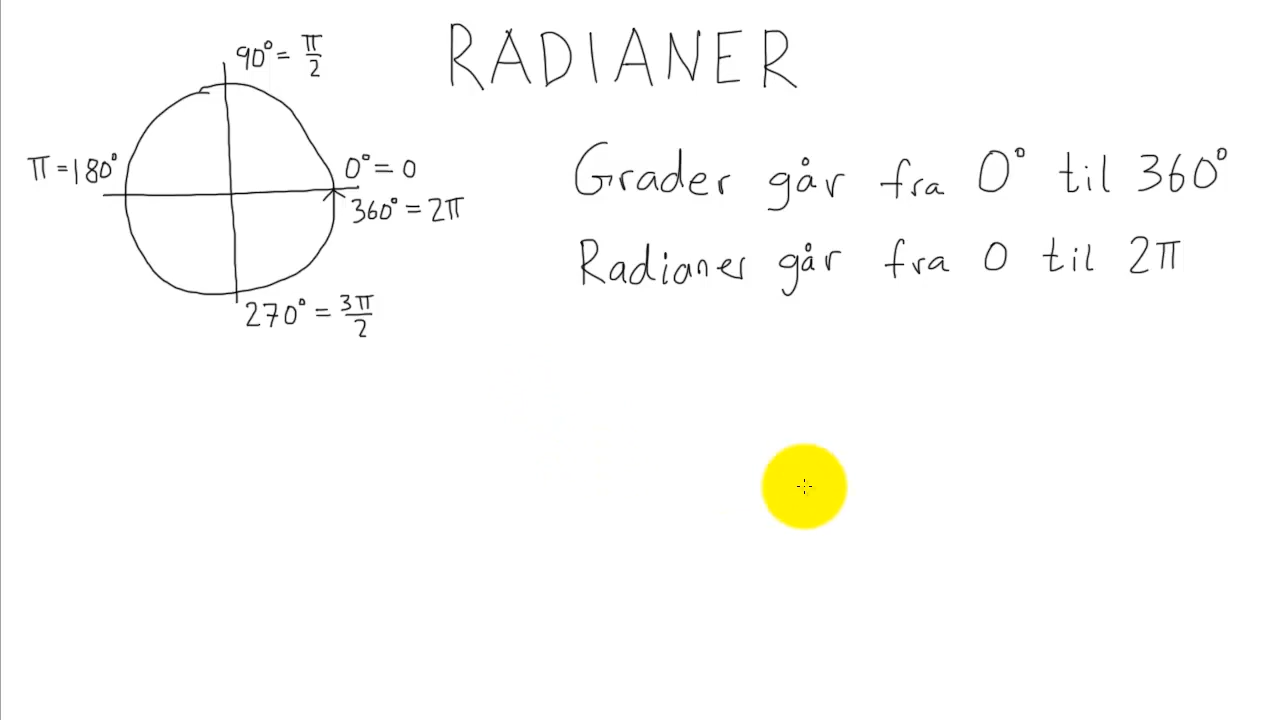 RADIANER
90° = π/2
π = 180°
0° = 0
360° = 2π
270° = 3π/2
Grader går fra 0° til 360°
Radianer går fra 0 til 2π